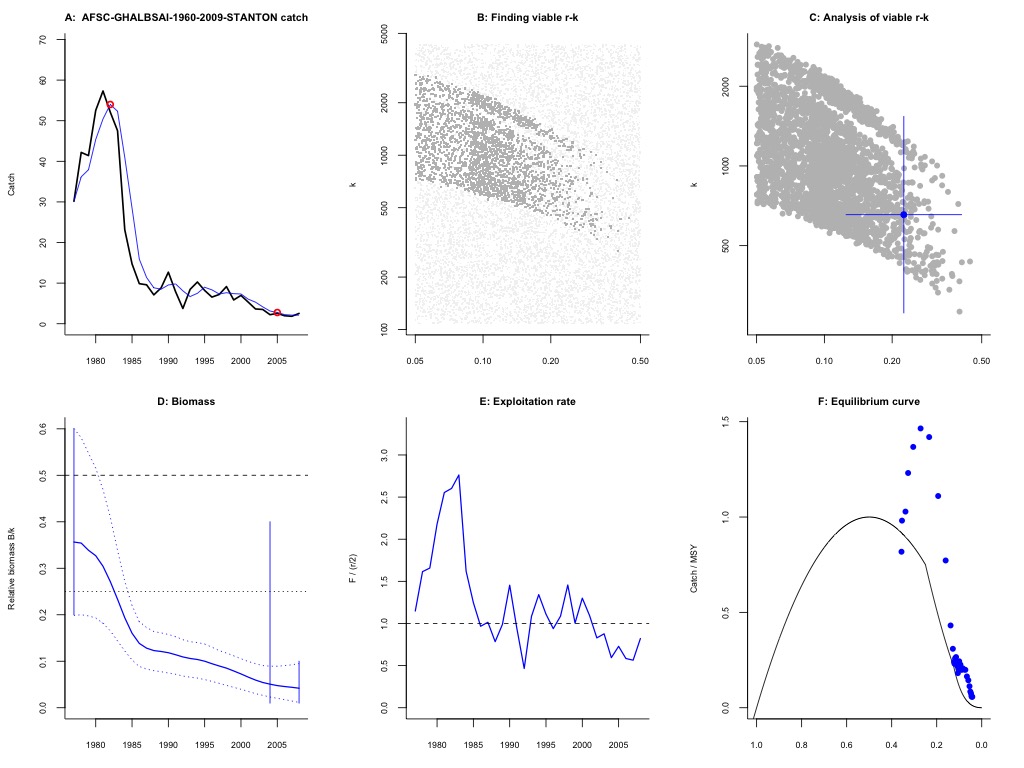 A: AFSC-GHALBSAI-1960-2009-STANTON catch
Catch
70
60
50
40
30
20
10
0
1980 1985 1990 1995 2000 2005
B: Finding viable r-k
k
5000
2000
1000
500
200
100
0.05 0.10 0.20 0.50
C: Analysis of viable r-k
k
2000
1000
500
0.05 0.10 0.20 0.50
D: Biomass
Relative biomass B/k
0.6
0.5
0.4
0.3
0.2
0.1
0.0
1980 1985 1990 1995 2000 2005
E: Exploitation rate
F / (r/2)
3.0
2.5
2.0
1.5
1.0
0.5
0.0
1980 1985 1990 1995 2000 2005
F: Equilibrium curve
Catch / MSY
1.5
1.0
0.5
0.0
1.0 0.8 0.6 0.4 0.2 0.0